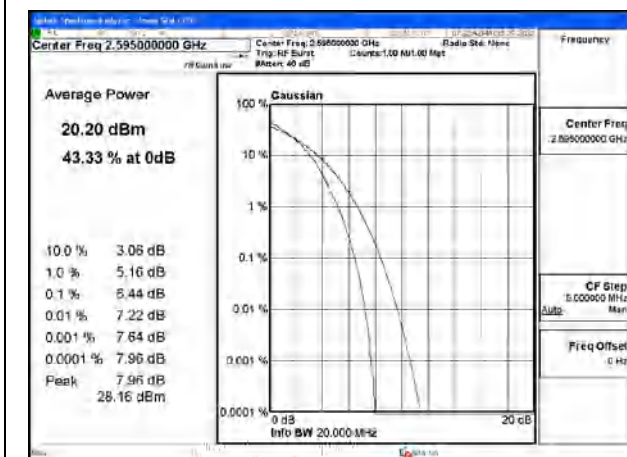 Center Freq 2.595000000 GHz
Center Freq: 2.595000000 GHz
Radio Std: None
Trig: RF Burst
Counts: 1.00 M/1.00 Mpt
#Atten: 40 dB
Frequency
Average Power
20.20 dBm
43.33 % at 0dB
10.0 % 3.06 dB
1.0 % 5.16 dB
0.1 % 6.44 dB
0.01 % 7.22 dB
0.001 % 7.64 dB
0.0001 % 7.96 dB
Peak 7.96 dB
28.16 dBm
Gaussian
100 %
10 %
1 %
0.1 %
0.01 %
0.001 %
0.0001 %
0 dB
20 dB
Info BW 20.000 MHz
Center Freq
2.595000000 GHz
CF Step
5.000000 MHz
Auto Man
Freq Offset
0 Hz